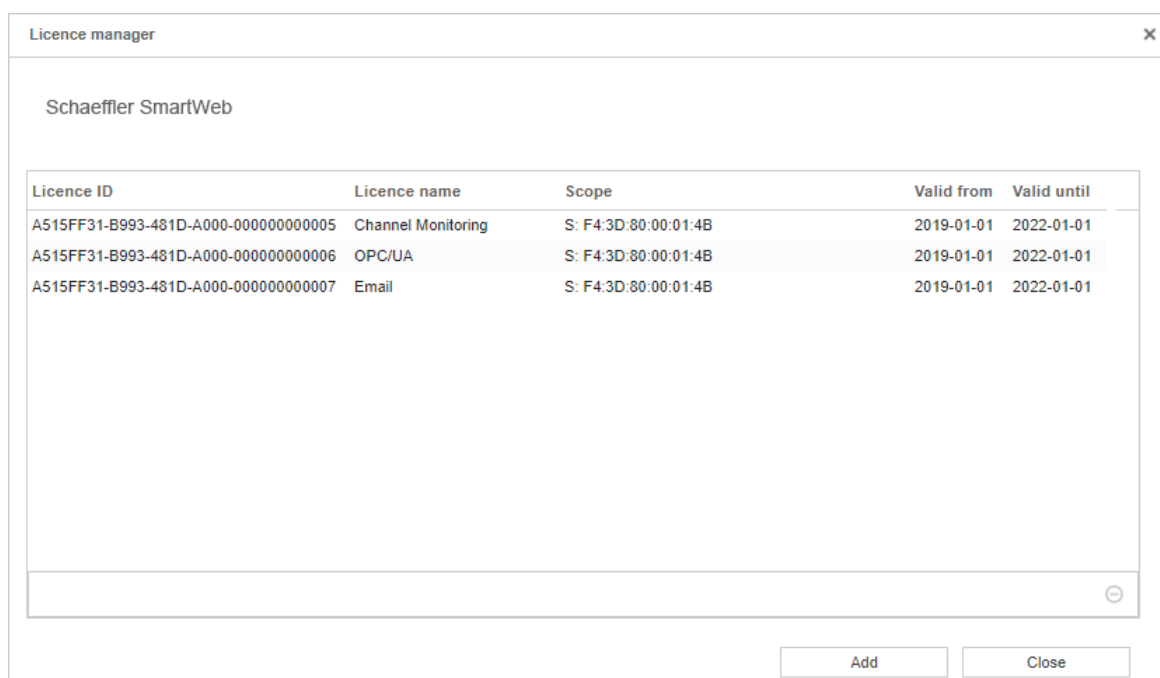 Licence manager
Schaeffler SmartWeb
Licence ID Licence name Scope Valid from Valid until
A515FF31-B993-481D-A000-000000000005 Channel Monitoring S: F4:3D:80:00:01:4B 2019-01-01 2022-01-01
A515FF31-B993-481D-A000-000000000006 OPC/UA S: F4:3D:80:00:01:4B 2019-01-01 2022-01-01
A515FF31-B993-481D-A000-000000000007 Email S: F4:3D:80:00:01:4B 2019-01-01 2022-01-01
Add Close